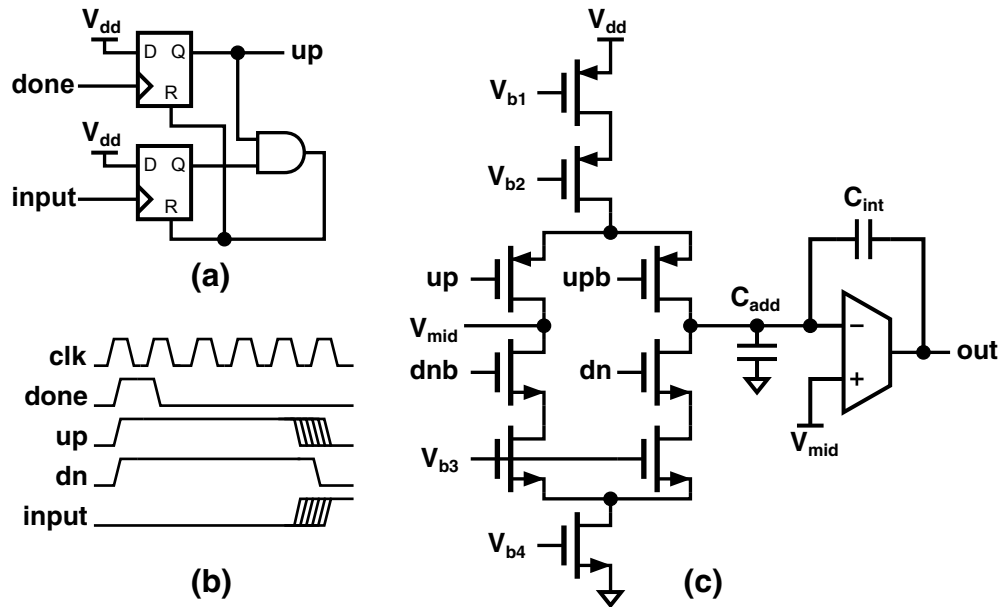 Vdd
D Q
up
done
R
Vdd
D Q
input
R
(a)
clk
done
up
dn
input
(b)
Vdd
Vb1
Vb2
up
upb
Vmid
dnb
dn
Vb3
Vb4
Cadd
Cint
−
+
out
Vmid
(c)